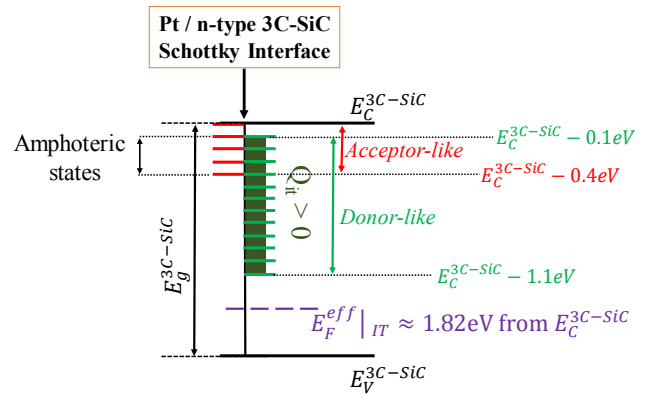 Pt / n-type 3C-SiC
Schottky Interface
E_C^{3C-SiC}
Amphoteric
states
Acceptor-like
E_C^{3C-SiC} − 0.1eV
E_C^{3C-SiC} − 0.4eV
Q_{it} > 0
Donor-like
E_g^{3C-SiC}
E_C^{3C-SiC} − 1.1eV
E_F^{eff}|_{IT} ≈ 1.82eV from E_C^{3C-SiC}
E_V^{3C-SiC}